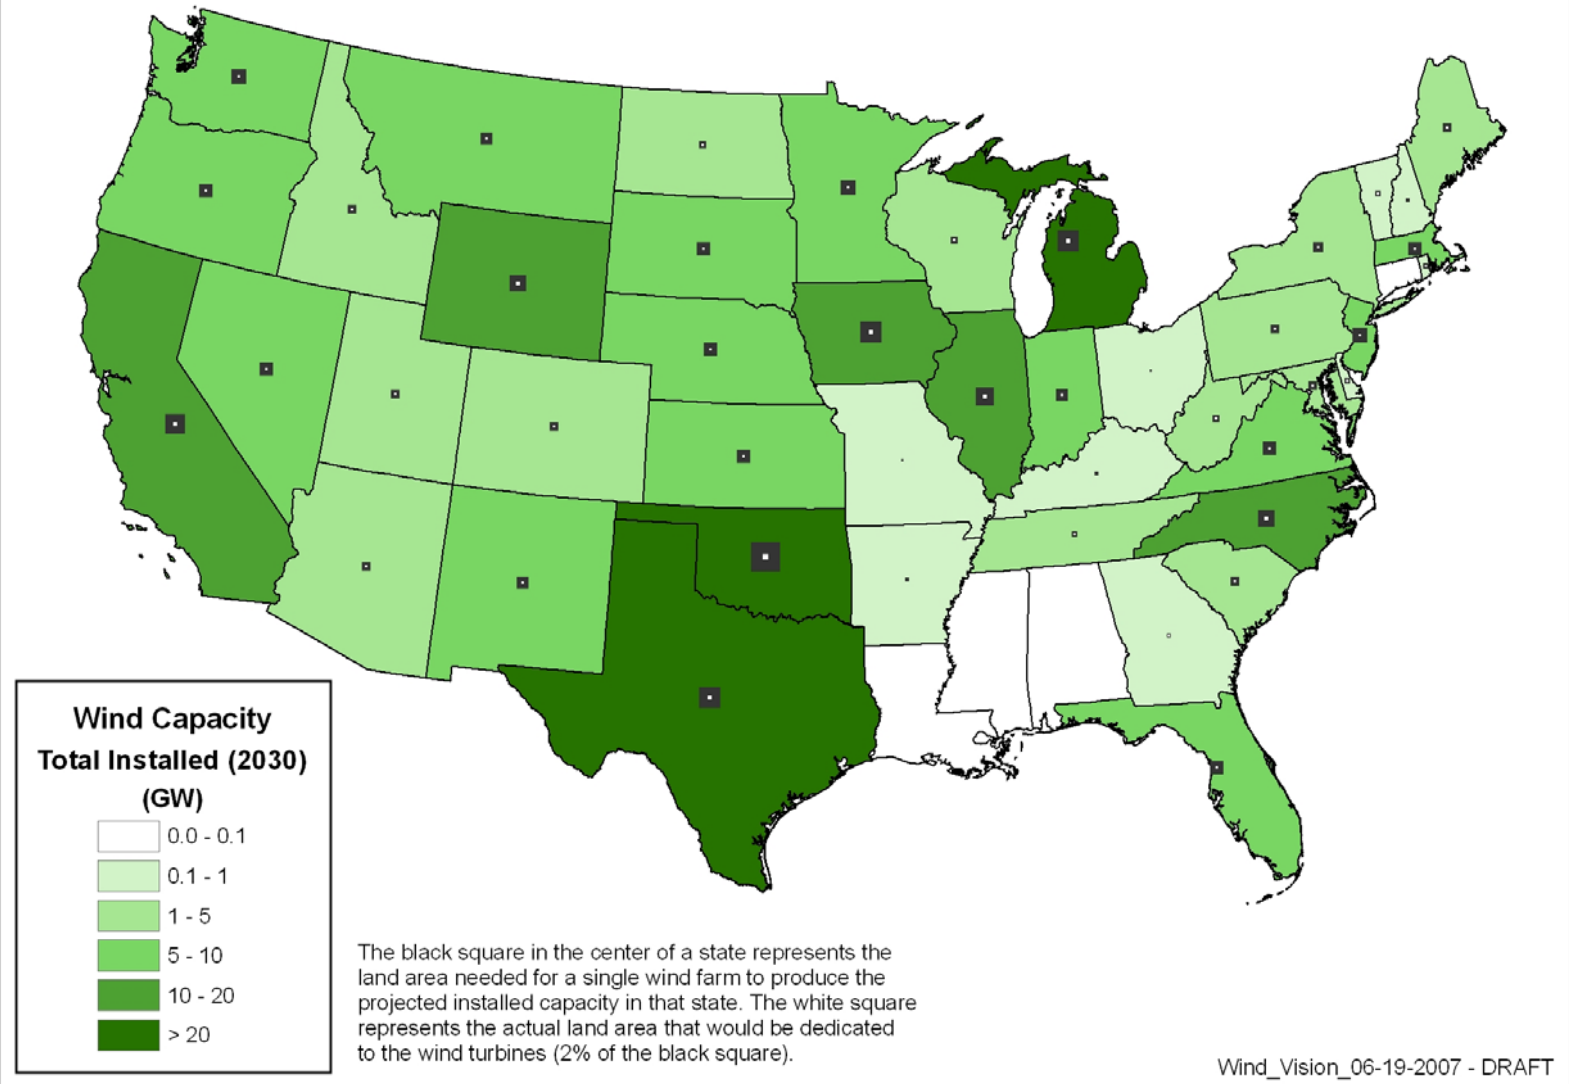 Wind Capacity
Total Installed (2030)
(GW)
0.0 - 0.1
0.1 - 1
1 - 5
5 - 10
10 - 20
> 20
The black square in the center of a state represents the
land area needed for a single wind farm to produce the
projected installed capacity in that state. The white square
represents the actual land area that would be dedicated
to the wind turbines (2% of the black square).
Wind_Vision_06-19-2007 - DRAFT